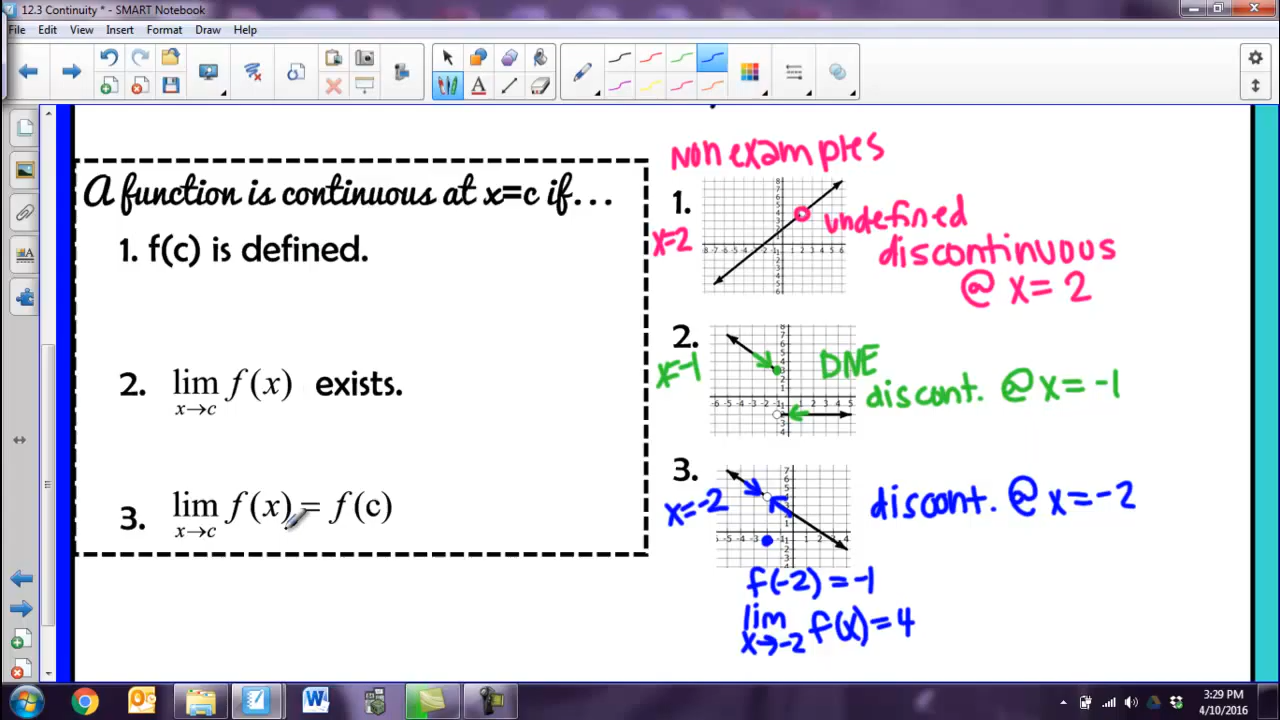 12.3 Continuity * - SMART Notebook
File Edit View Insert Format Draw Help
A function is continuous at x=c if...
1. f(c) is defined.
2. lim f(x) exists.
x→c
3. lim f(x) = f(c)
x→c
Non examples
1.
x=2
undefined
discontinuous
@ x= 2
2.
x=-1
DNE
discont. @ x= -1
3.
x=-2
discont. @ x= -2
f(-2) = -1
lim f(x) = 4
x→-2
3:29 PM
4/10/2016